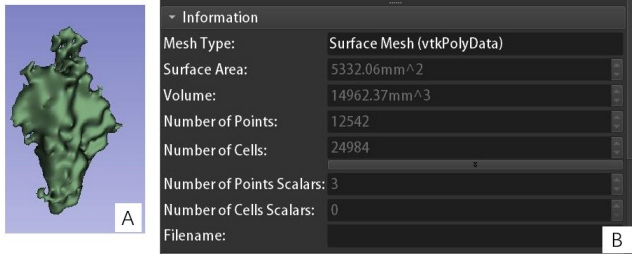 Information
Mesh Type: Surface Mesh (vtkPolyData)
Surface Area: 5332.06mm^2
Volume: 14962.37mm^3
Number of Points: 12542
Number of Cells: 24984
Number of Points Scalars: 3
Number of Cells Scalars: 0
Filename:
A
B